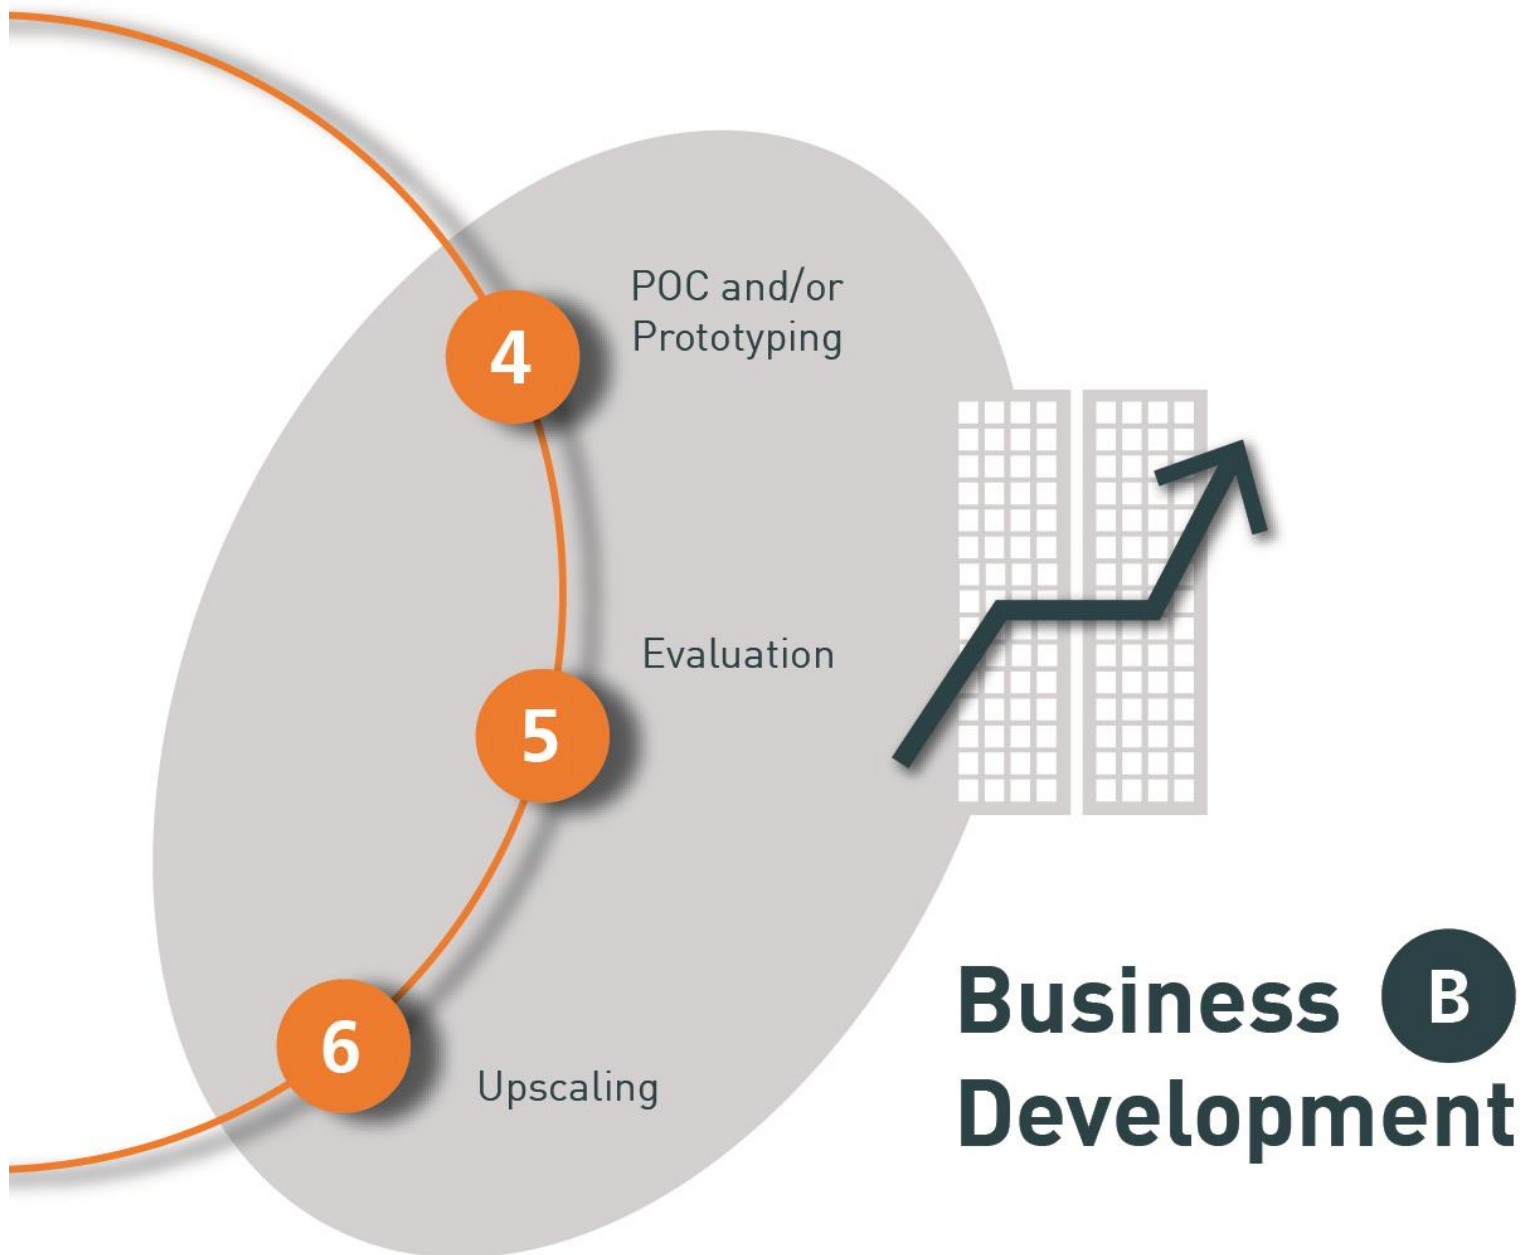 4
POC and/or
Prototyping
5
Evaluation
6
Upscaling
Business B
Development